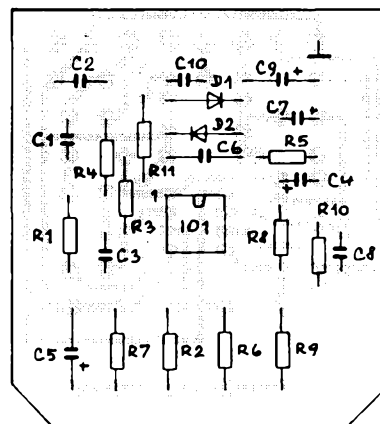 C2
C10
C9 +
D1
C7 +
C1
D2
R4
R11
C6
R5
+ C4
R3
1
IO1
R1
C3
R8
R10
C8
C5 +
R7
R2
R6
R9